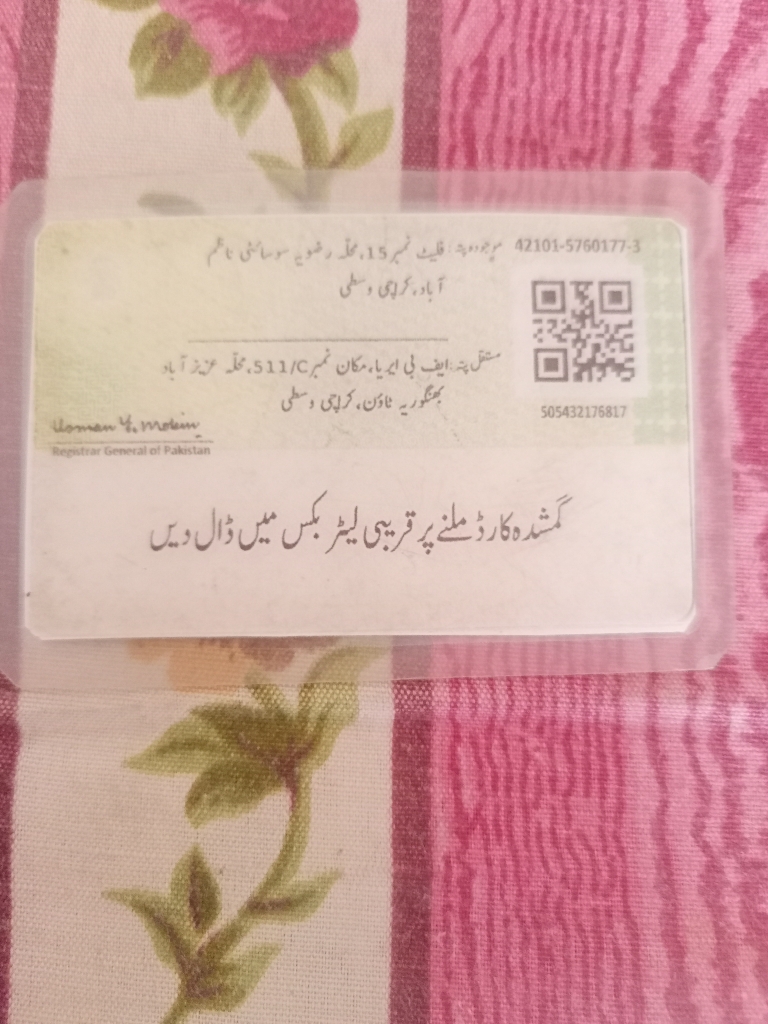 42101-5760177-3
موجودہ پتہ: فلیٹ نمبر 15، محلہ رضویہ سوسائٹی ناظم
آباد، کراچی وسطی
مستقل پتہ: ایف بی ایریا، مکان نمبر 511/C، محلہ عزیز آباد
بھنگوریہ ٹاؤن، کراچی وسطی
505432176817
Usman Y. Mobin
Registrar General of Pakistan
گمشدہ کارڈ ملنے پر قریبی لیٹر بکس میں ڈال دیں